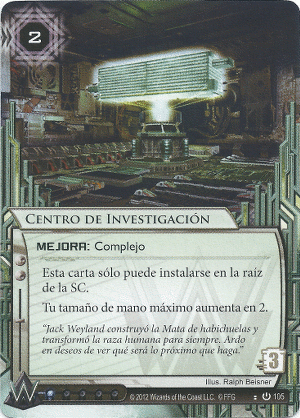 2
CENTRO DE INVESTIGACIÓN
MEJORA: Complejo
Esta carta sólo puede instalarse en la raíz
de la SC.
Tu tamaño de mano máximo aumenta en 2.
"Jack Weyland construyó la Mata de habichuelas y
transformó la raza humana para siempre. Ardo
en deseos de ver qué será lo próximo que haga."
3
Illus. Ralph Beisner
W
© 2012 Wizards of the Coast LLC. © FFG
105